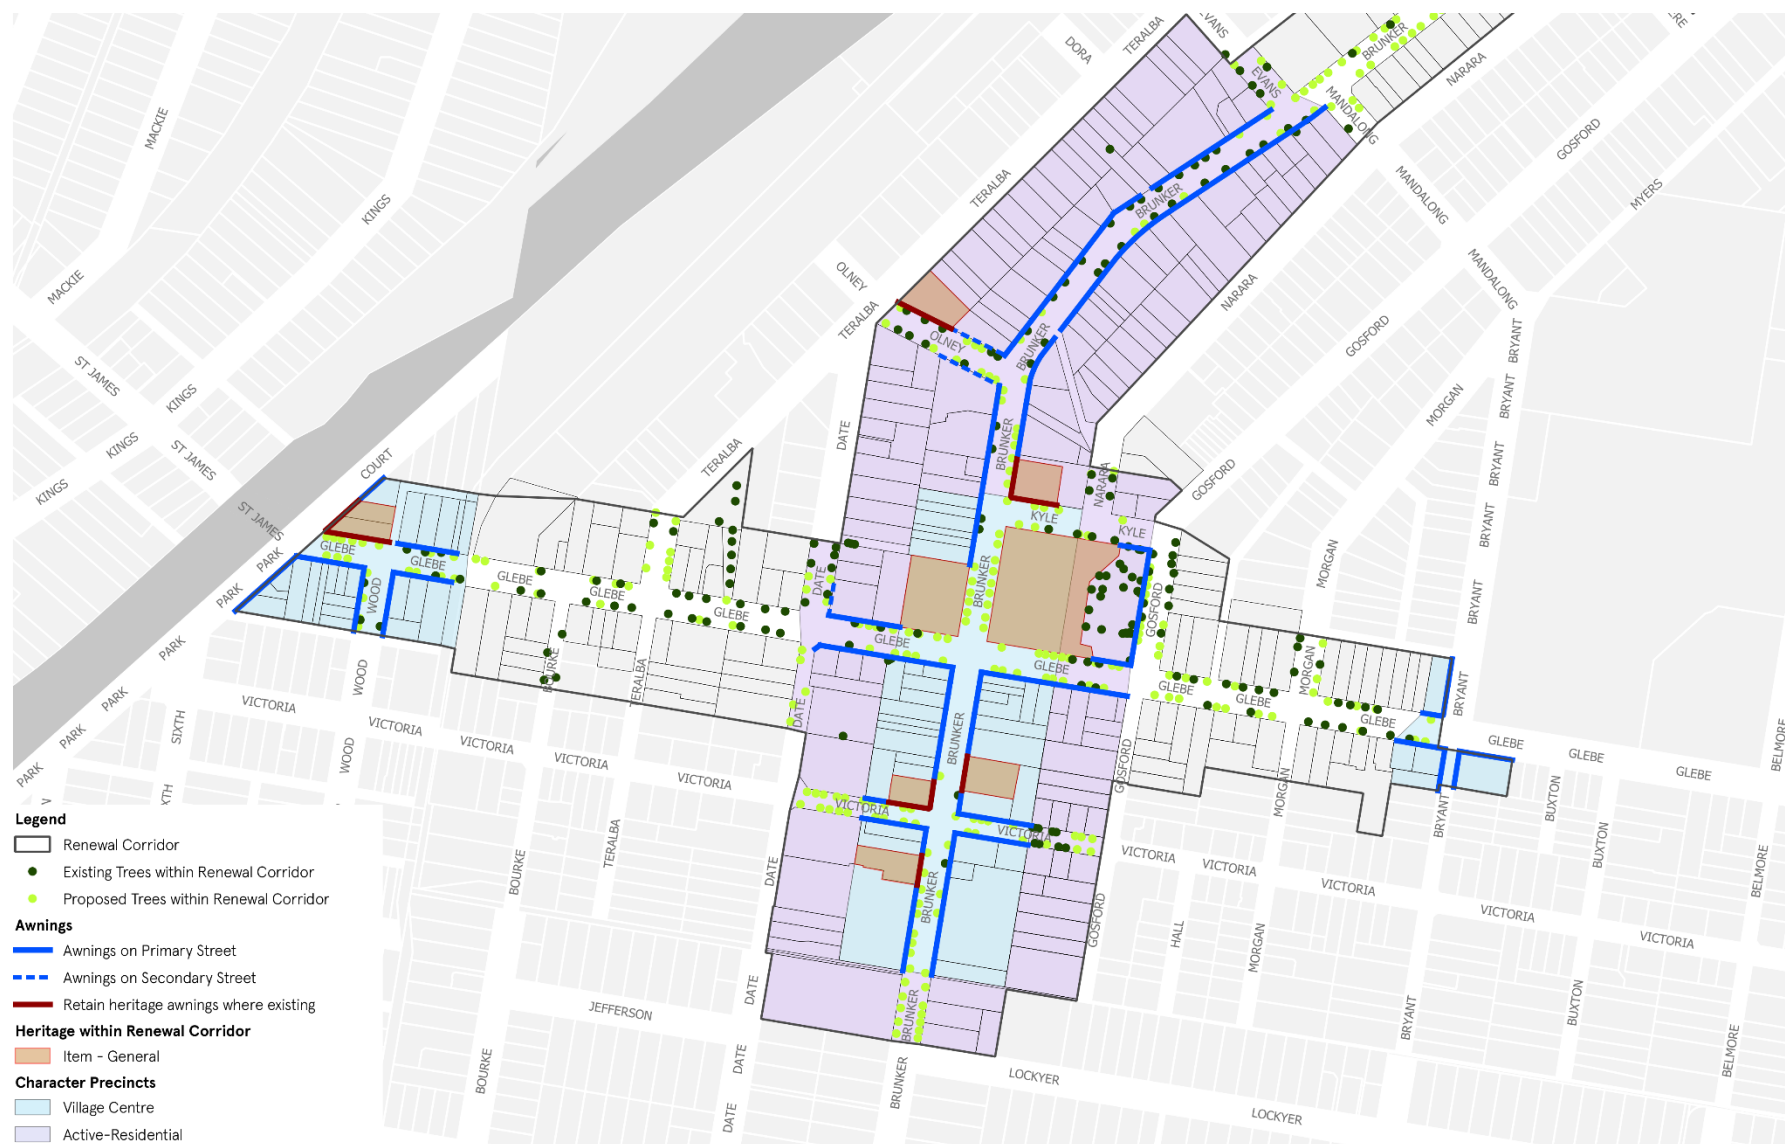 EVANS
TERALBA
DORA
BRUNKER
NARARA
EVANS
MANDALONG
MACKIE
GOSFORD
TERALBA
BRUNKER
MANDALONG
MYERS
KINGS
MACKIE
OLNEY
NARARA
MANDALONG
TERALBA
OLNEY
BRUNKER
GOSFORD
BRYANT
ST JAMES
KINGS
MORGAN
BRYANT
DATE
BRUNKER
KINGS
ST JAMES
TERALBA
COURT
KINGS
NARARA
GOSFORD
BRYANT
ST JAMES
KYLE
KYLE
BRYANT
GLEBE
PARK
GLEBE
GLEBE
GLEBE
GLEBE
DATE
BRUNKER
GOSFORD
MORGAN
BRYANT
PARK
WOOD
GLEBE
GLEBE
PARK
WOOD
BOURKE
TERALBA
DATE
BRUNKER
GLEBE
GLEBE
MORGAN
GLEBE
BRYANT
PARK
SIXTH
VICTORIA
VICTORIA
VICTORIA
VICTORIA
VICTORIA
GOSFORD
GLEBE
GLEBE
GLEBE
BELMORE
PARK
PARK
WOOD
VICTORIA
VICTORIA
MORGAN
BRYANT
BUXTON
BUXTON
TERALBA
BOURKE
DATE
BRUNKER
GOSFORD
VICTORIA
VICTORIA
VICTORIA
VICTORIA
VICTORIA
BELMORE
HALL
MORGAN
JEFFERSON
DATE
BRUNKER
BRYANT
BUXTON
BOURKE
DATE
DATE
BRUNKER
LOCKYER
LOCKYER
BELMORE
Legend
Renewal Corridor
Existing Trees within Renewal Corridor
Proposed Trees within Renewal Corridor
Awnings
Awnings on Primary Street
Awnings on Secondary Street
Retain heritage awnings where existing
Heritage within Renewal Corridor
Item - General
Character Precincts
Village Centre
Active-Residential